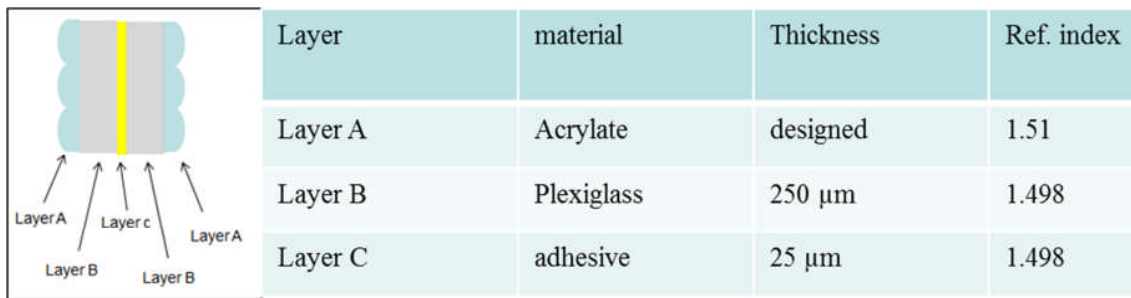 Layer A
Layer B
Layer c
Layer B
Layer A
Layer material Thickness Ref. index
Layer A Acrylate designed 1.51
Layer B Plexiglass 250 µm 1.498
Layer C adhesive 25 µm 1.498